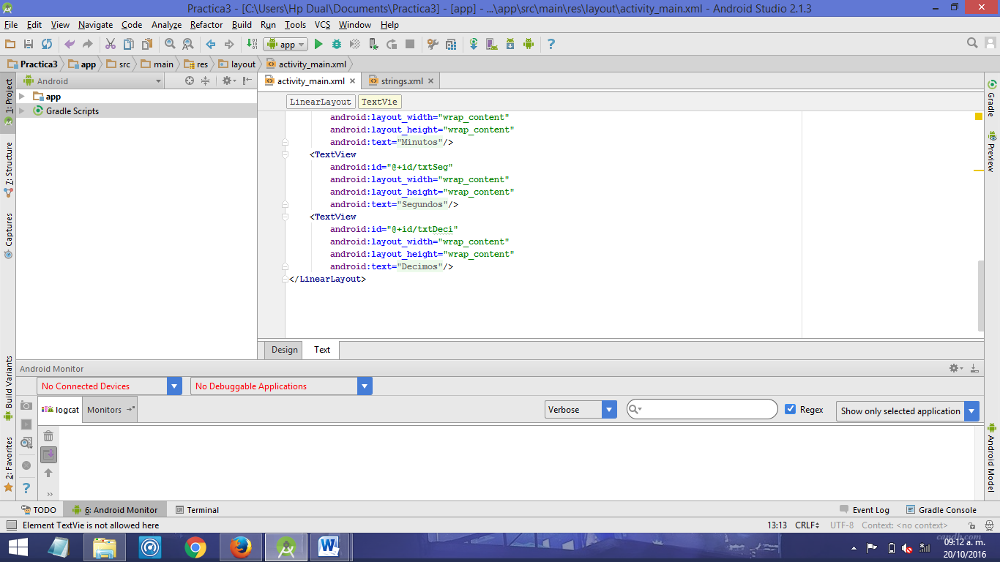 Practica3 - [C:\Users\Hp Dual\Documents\Practica3] - [app] - ...\app\src\main\res\layout\activity_main.xml - Android Studio 2.1.3
File Edit View Navigate Code Analyze Refactor Build Run Tools VCS Window Help
app
Practica3 app src main res layout activity_main.xml
Android
activity_main.xml strings.xml
1: Project
7: Structure
Captures
Build Variants
2: Favorites
app
Gradle Scripts
LinearLayout TextVie
android:layout_width="wrap_content"
android:layout_height="wrap_content"
android:text="Minutos"/>
<TextView
android:id="@+id/txtSeg"
android:layout_width="wrap_content"
android:layout_height="wrap_content"
android:text="Segundos"/>
<TextView
android:id="@+id/txtDeci"
android:layout_width="wrap_content"
android:layout_height="wrap_content"
android:text="Decimos"/>
</LinearLayout>
Gradle
Preview
Android Model
Design Text
Android Monitor
No Connected Devices No Debuggable Applications
logcat Monitors Verbose Regex Show only selected application
TODO 6: Android Monitor Terminal Event Log Gradle Console
Element TextVie is not allowed here 13:13 CRLF UTF-8 Context: <no context>
candh.com
09:12 a. m.
20/10/2016